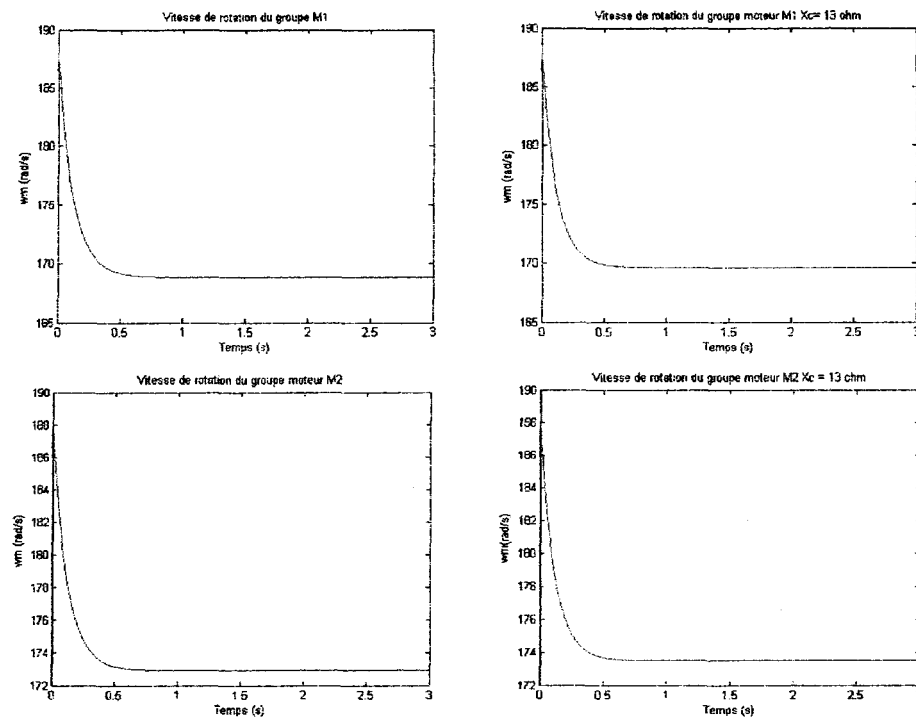 Vitesse de rotation du groupe M1
190
185
180
175
170
165
wm (rad/s)
0 0.5 1 1.5 2 2.5 3
Temps (s)
Vitesse de rotation du groupe moteur M1 Xc= 13 ohm
190
185
180
175
170
165
wm (rad/s)
0 0.5 1 1.5 2 2.5 3
Temps (s)
Vitesse de rotation du groupe moteur M2
190
188
186
184
182
180
178
176
174
172
wm (rad/s)
0 0.5 1 1.5 2 2.5 3
Temps (s)
Vitesse de rotation du groupe moteur M2 Xc = 13 ohm
190
186
184
182
180
178
176
174
172
wm(rad/s)
0 0.5 1 1.5 2 2.5 3
Temps (s)